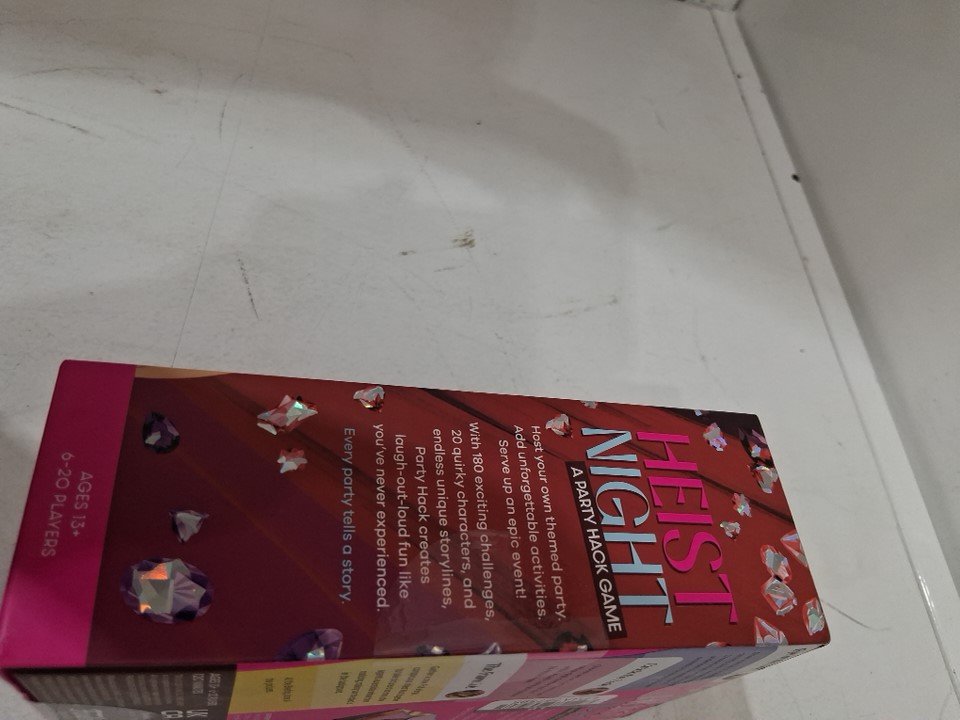 HEIST
NIGHT
A PARTY HACK GAME
Host your own themed party.
Add unforgettable activities.
Serve up an epic event!
With 180 exciting challenges,
20 quirky characters, and
endless unique storylines,
Party Hack creates
laugh-out-loud fun like
you've never experienced.
Every party tells a story.
AGES 13+
6-20 PLAYERS